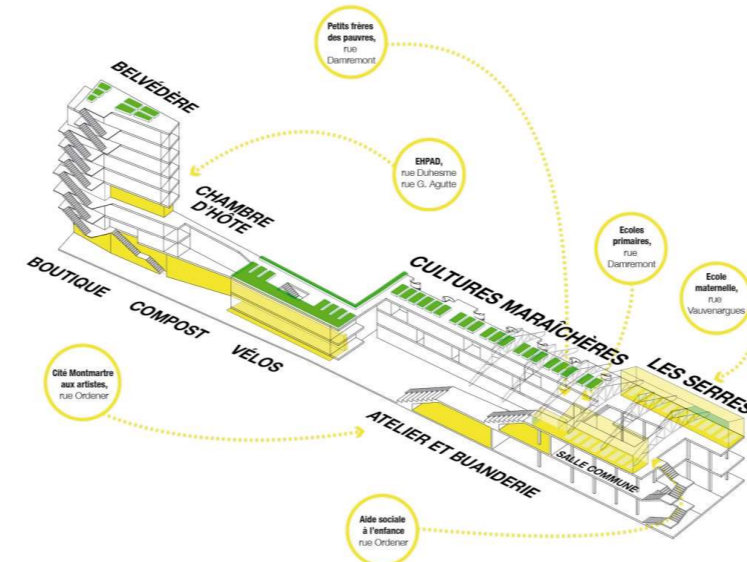 Petits frères
des pauvres,
rue
Damremont
BELVÉDÈRE
EHPAD,
rue Duhesme
rue G. Agutte
CHAMBRE
D'HÔTE
Ecoles
primaires,
rue
Damremont
Ecole
maternelle,
rue
Vauvenargues
CULTURES MARAÎCHÈRES
LES SERRES
BOUTIQUE
COMPOST
VÉLOS
Cité Montmartre
aux artistes,
rue Ordener
ATELIER ET BUANDERIE
SALLE COMMUNE
Aide sociale
à l'enfance
rue Ordener